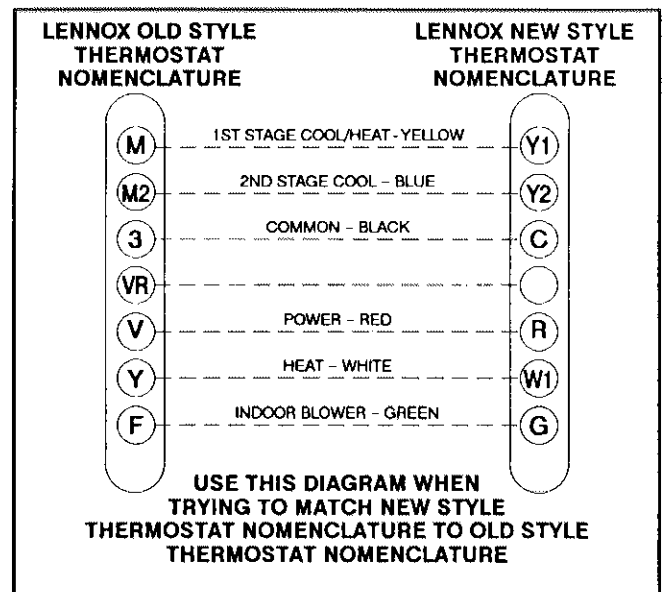 LENNOX OLD STYLE
THERMOSTAT
NOMENCLATURE
LENNOX NEW STYLE
THERMOSTAT
NOMENCLATURE
M 1ST STAGE COOL/HEAT - YELLOW Y1
M2 2ND STAGE COOL – BLUE Y2
3 COMMON – BLACK C
VR
V POWER – RED R
Y HEAT – WHITE W1
F INDOOR BLOWER – GREEN G
USE THIS DIAGRAM WHEN
TRYING TO MATCH NEW STYLE
THERMOSTAT NOMENCLATURE TO OLD STYLE
THERMOSTAT NOMENCLATURE